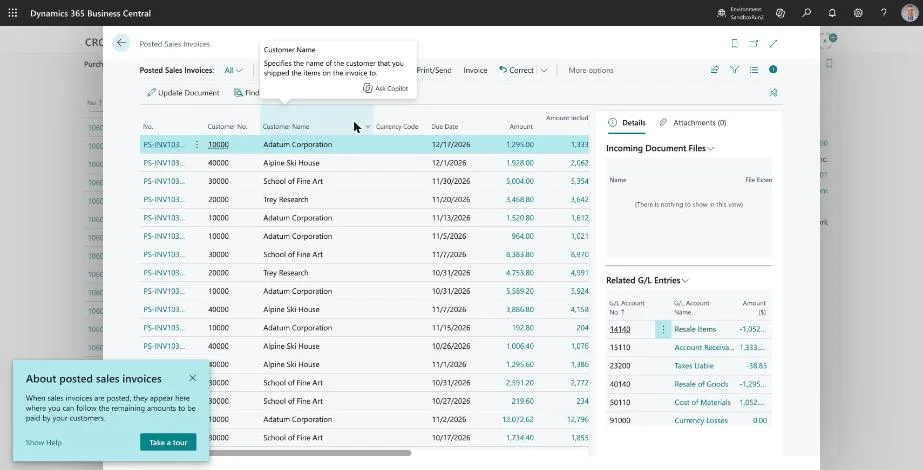 Dynamics 365 Business Central
Environment
SandboxRun2
CRO
Posted Sales Invoices
Customer Name
Specifies the name of the customer that you
shipped the items on the invoice to.
Ask Copilot
Purch
Posted Sales Invoices: All
Print/Send Invoice Correct More options
Update Document Find
No. Customer No. Customer Name Currency Code Due Date Amount Amount Includ
PS-INV103... 10000 Adatum Corporation 12/17/2026 1,295.00 1,333
PS-INV103... 40000 Alpine Ski House 12/1/2026 1,928.00 2,062
PS-INV103... 30000 School of Fine Art 11/30/2026 5,004.00 5,354
PS-INV103... 20000 Trey Research 11/20/2026 3,468.80 3,642
PS-INV103... 10000 Adatum Corporation 11/13/2026 1,520.80 1,612
PS-INV103... 10000 Adatum Corporation 11/5/2026 964.00 1,021
PS-INV103... 30000 School of Fine Art 11/7/2026 8,383.80 8,970
PS-INV103... 20000 Trey Research 10/31/2026 4,753.80 4,991
PS-INV103... 10000 Adatum Corporation 10/31/2026 5,589.20 5,924
PS-INV103... 40000 Alpine Ski House 11/7/2026 3,886.80 4,158
PS-INV103... 10000 Adatum Corporation 11/15/2026 192.80 204
PS-INV103... 40000 Alpine Ski House 10/26/2026 1,006.40 1,076
40000 Alpine Ski House 11/1/2026 1,295.60 1,386
30000 School of Fine Art 10/31/2026 2,591.20 2,772
30000 School of Fine Art 10/27/2026 219.60 234
10000 Adatum Corporation 11/2/2026 12,072.62 12,796
30000 School of Fine Art 10/17/2026 1,734.40 1,855
Details Attachments (0)
Incoming Document Files
Name File Exten
(There is nothing to show in this view)
Related G/L Entries
G/L Account
No. ↑ G/L Account
Name Amount
($)
14140 Resale Items -1,052...
15110 Account Receiva... 1,333....
23200 Taxes Liable -38.85
40140 Resale of Goods -1,295...
50110 Cost of Materials 1,052...
91000 Currency Losses 0.00
About posted sales invoices
When sales invoices are posted, they appear here
where you can follow the remaining amounts to be
paid by your customers.
Show Help Take a tour